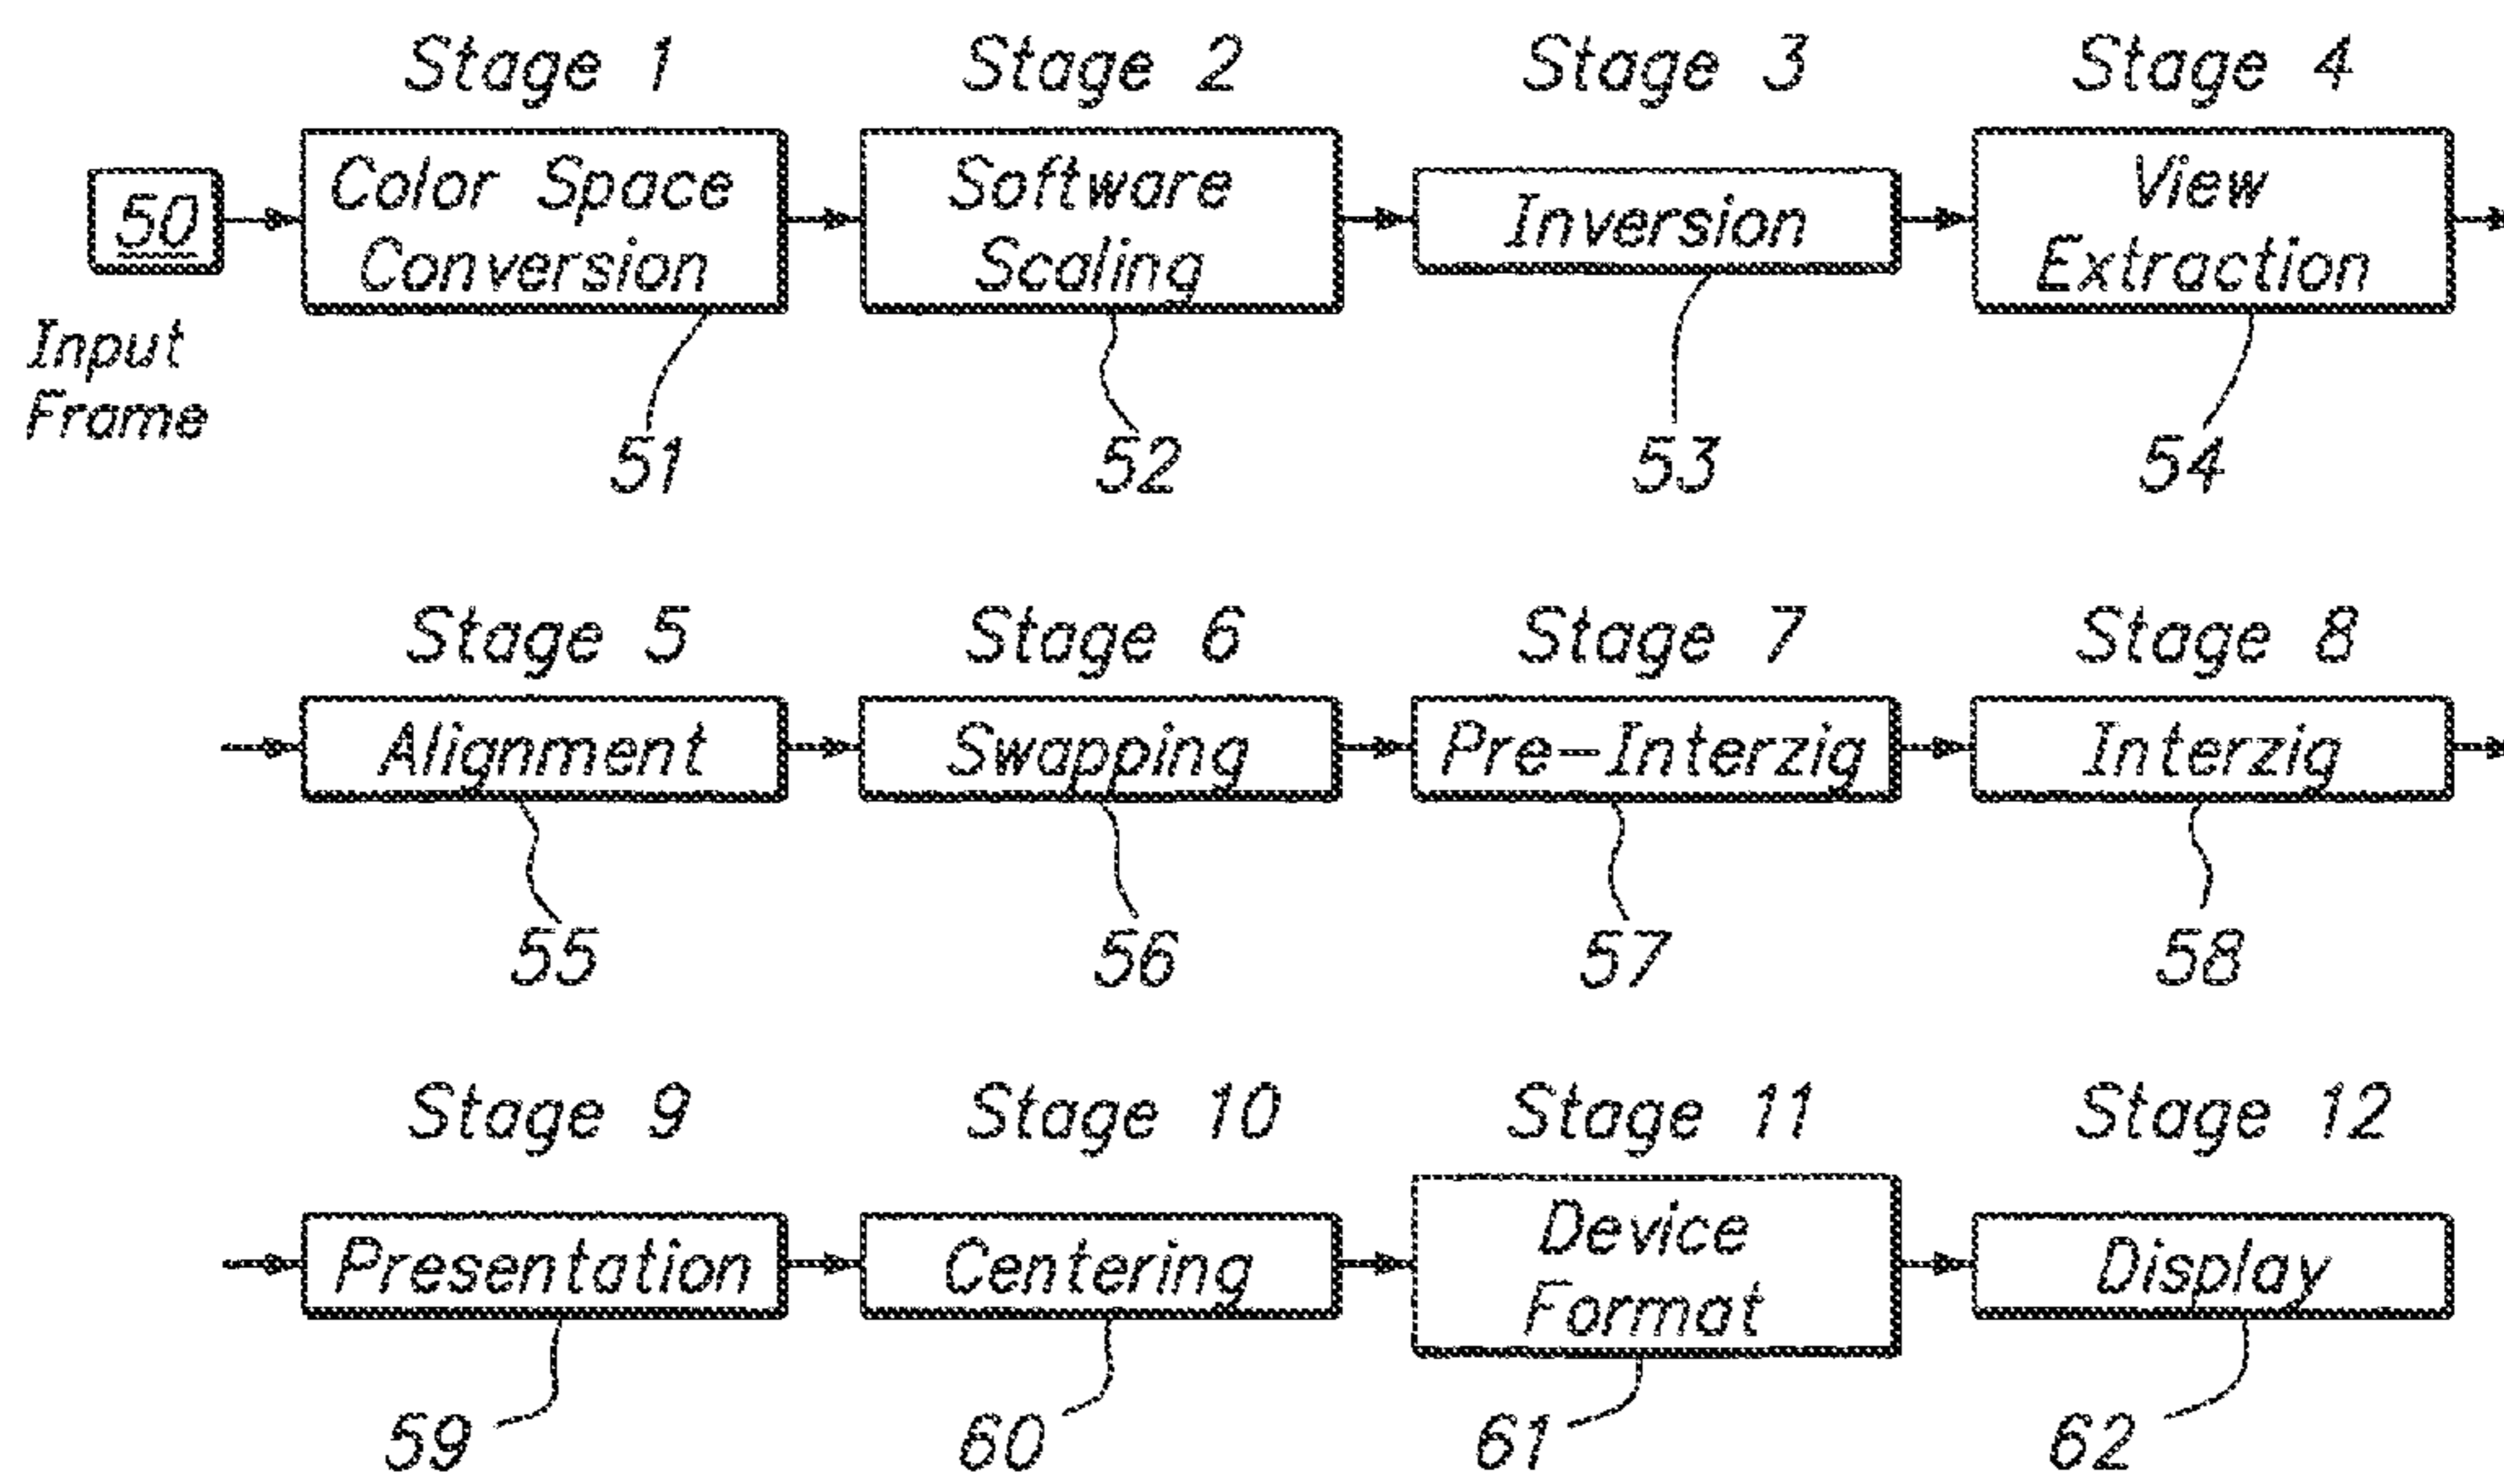 Stage 1 Stage 2 Stage 3 Stage 4
50
Input
Frame
Color Space
Conversion
Software
Scaling
Inversion
View
Extraction
51 52 53 54
Stage 5 Stage 6 Stage 7 Stage 8
Alignment
Swapping
Pre-Interzig
Interzig
55 56 57 58
Stage 9 Stage 10 Stage 11 Stage 12
Presentation
Centering
Device
Format
Display
59 60 61 62